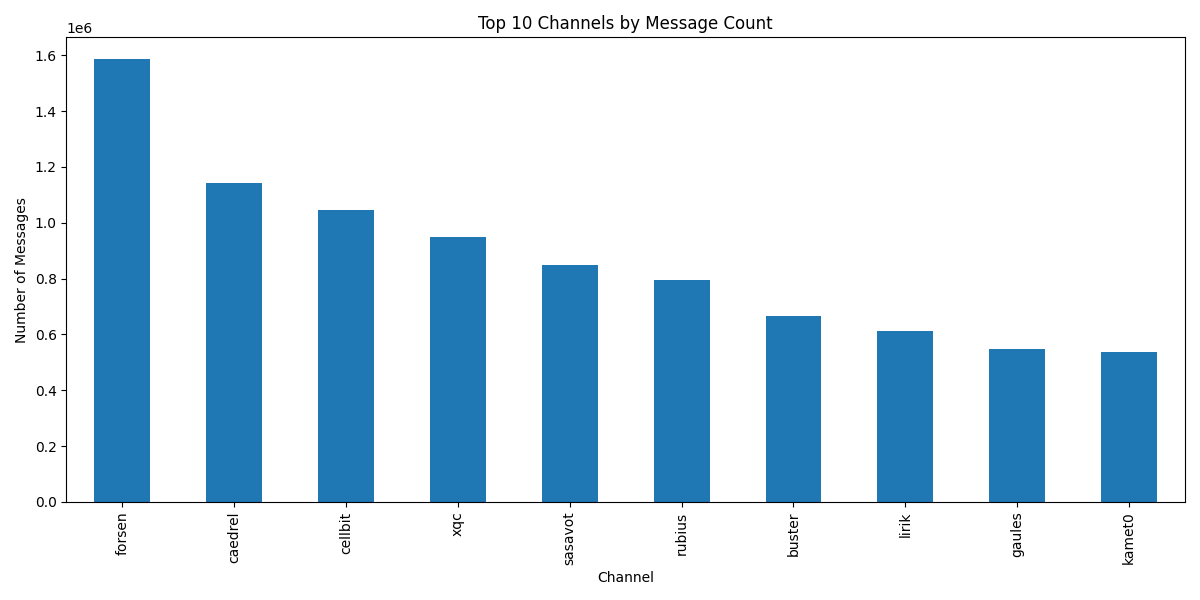 Top 10 Channels by Message Count
1e6
1.6
1.4
1.2
1.0
0.8
0.6
0.4
0.2
0.0
Number of Messages
forsen
caedrel
cellbit
xqc
sasavot
rubius
buster
lirik
gaules
kamet0
Channel